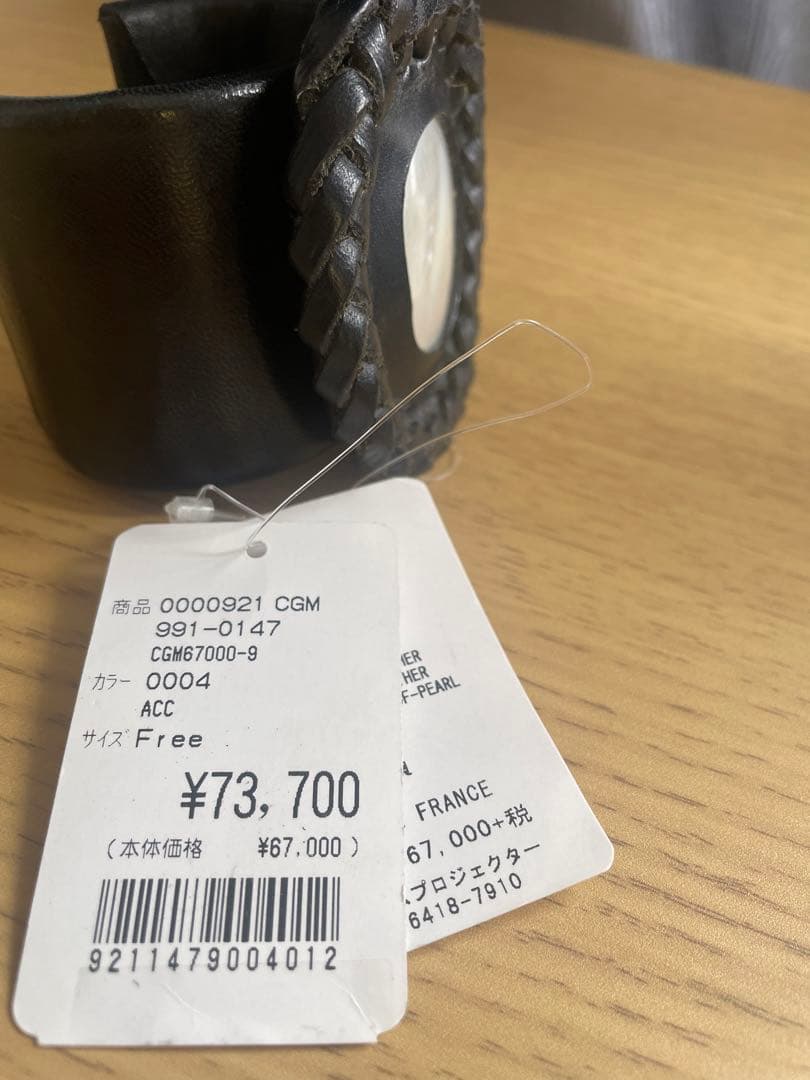 商品 0000921 CGM
991-0147
CGM67000-9
カラー 0004
ACC
サイズ Free
¥73,700
(本体価格 ¥67,000)
9211479004012
HER
F-PEARL
FRANCE
67,000+税
プロジェクター
6418-7910